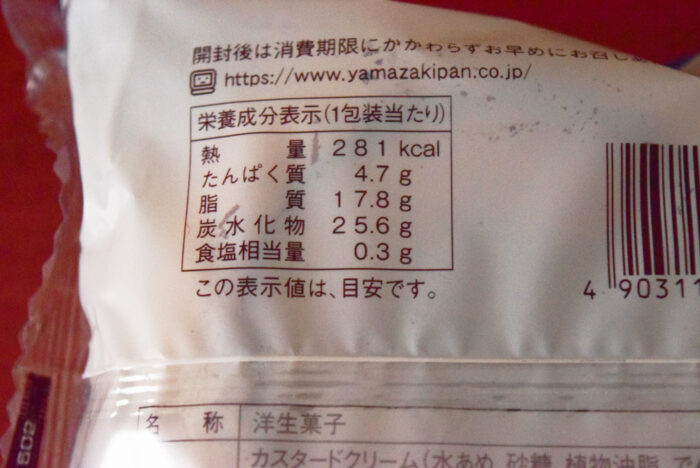 開封後は消費期限にかかわらずお早めにお召し
https://www.yamazakipan.co.jp/
栄養成分表示(1包装当たり)
熱量 281 kcal
たんぱく質 4.7 g
脂質 17.8 g
炭水化物 25.6 g
食塩相当量 0.3 g
この表示値は、目安です。
4 90311
名称 洋生菓子
カスタードクリーム(水あめ、砂糖、植物油脂、で
502